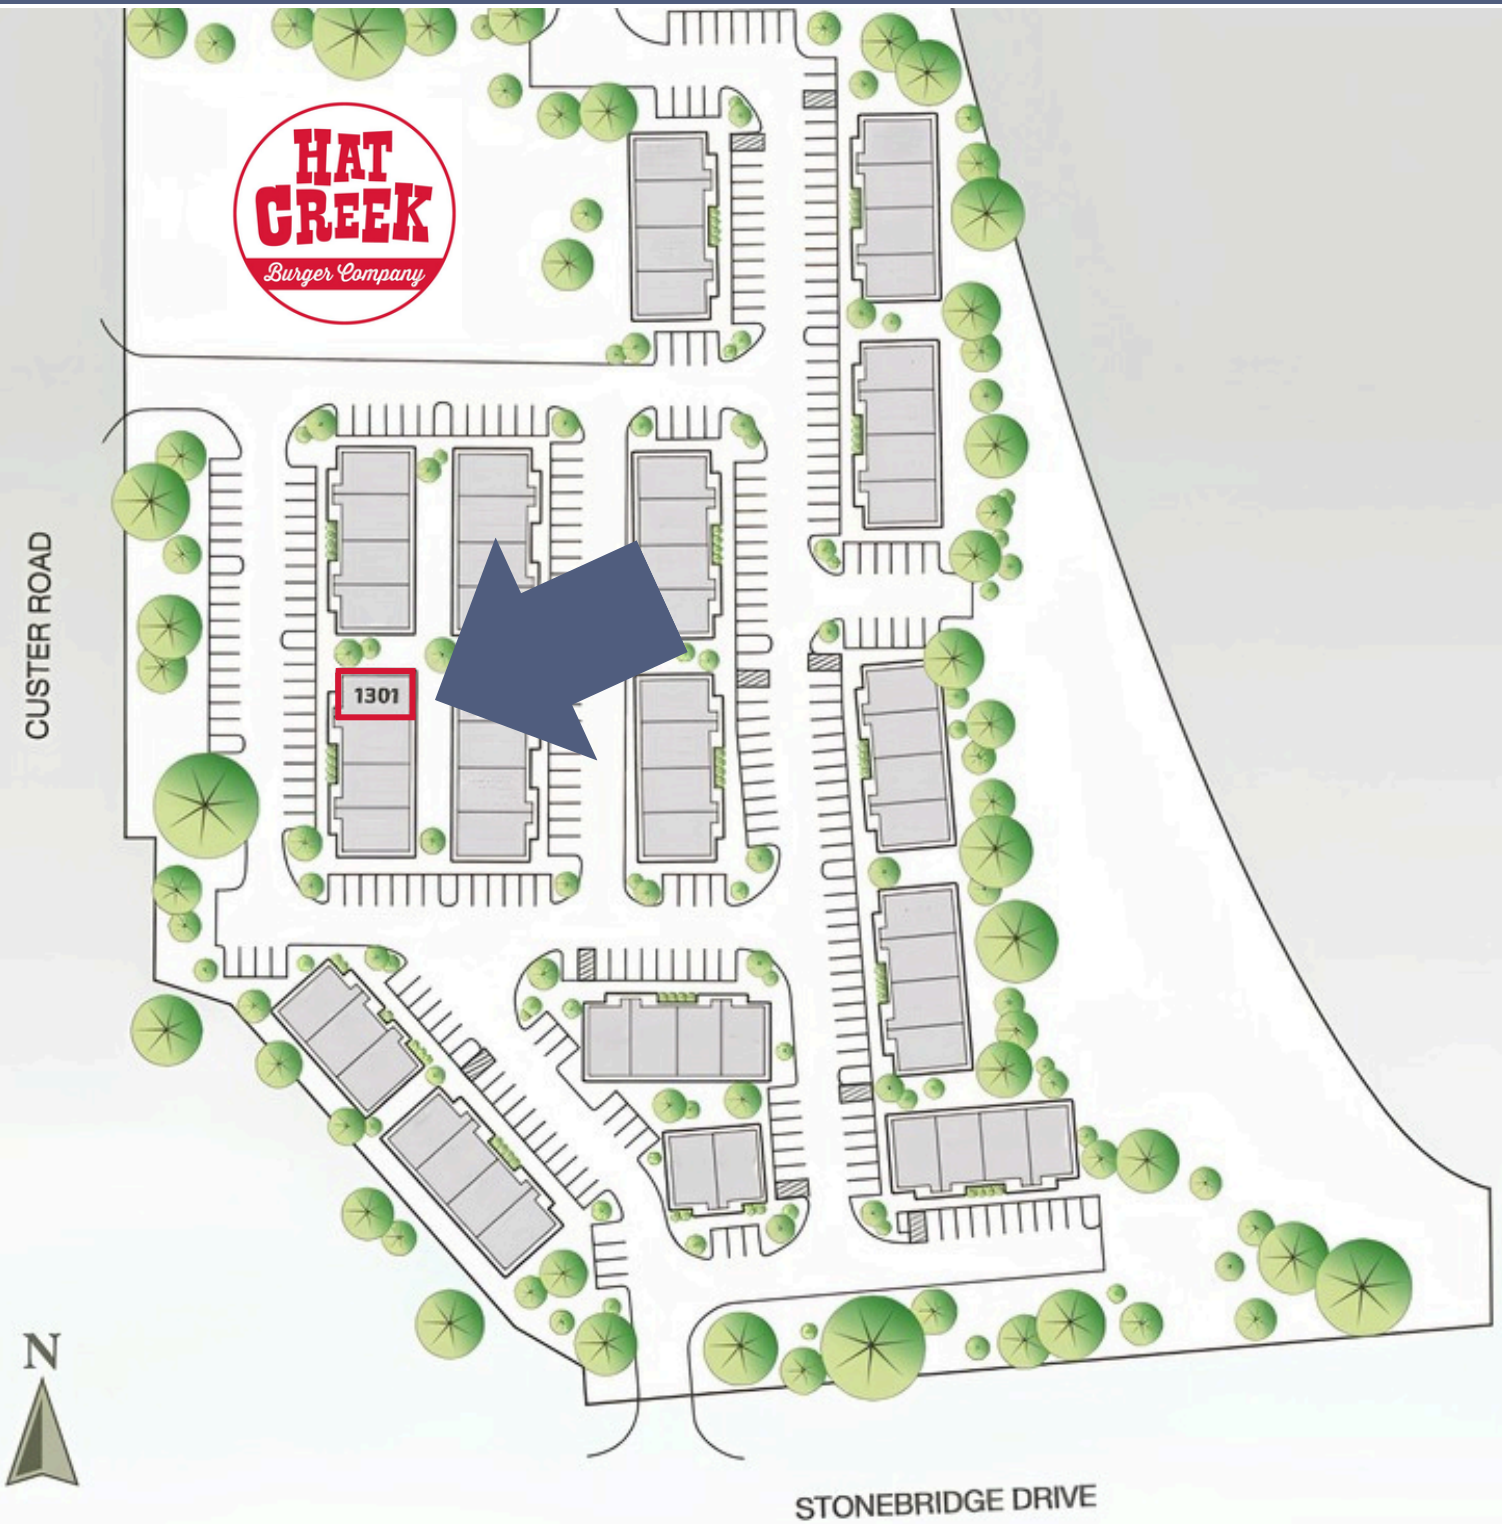 HAT
CREEK
Burger Company
CUSTER ROAD
1301
N
STONEBRIDGE DRIVE